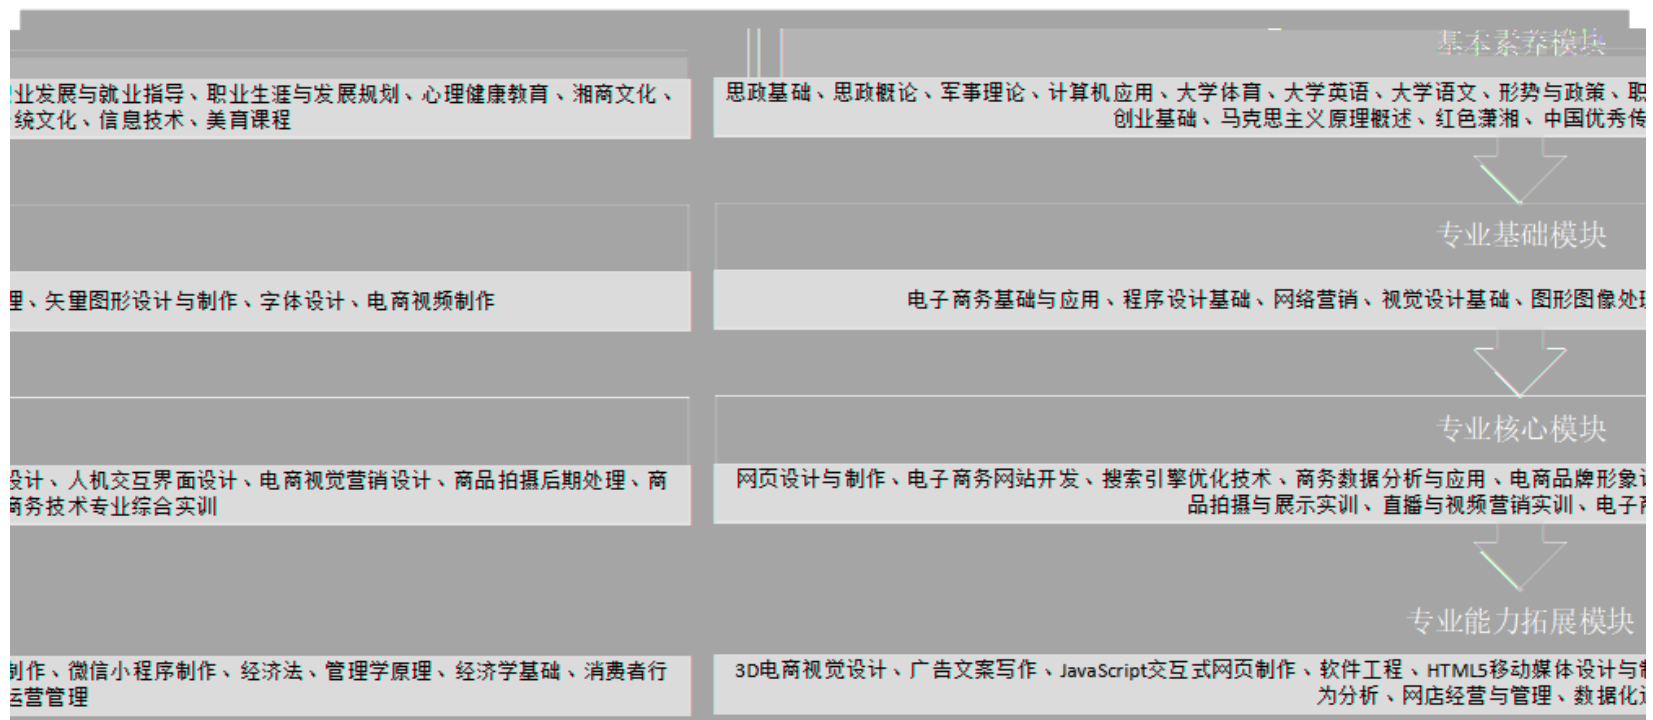 基本素养模块
思政基础、思政概论、军事理论、计算机应用、大学体育、大学英语、大学语文、形势与政策、职业发展与就业指导、职业生涯与发展规划、心理健康教育、湘商文化、
创业基础、马克思主义原理概述、红色潇湘、中国优秀传统文化、信息技术、美育课程
专业基础模块
电子商务基础与应用、程序设计基础、网络营销、视觉设计基础、图形图像处理、矢量图形设计与制作、字体设计、电商视频制作
专业核心模块
网页设计与制作、电子商务网站开发、搜索引擎优化技术、商务数据分析与应用、电商品牌形象设计、人机交互界面设计、电商视觉营销设计、商品拍摄后期处理、商
品拍摄与展示实训、直播与视频营销实训、电子商务技术专业综合实训
专业能力拓展模块
3D电商视觉设计、广告文案写作、JavaScript交互式网页制作、软件工程、HTML5移动媒体设计与制作、微信小程序制作、经济法、管理学原理、经济学基础、消费者行
为分析、网店经营与管理、数据化运营管理